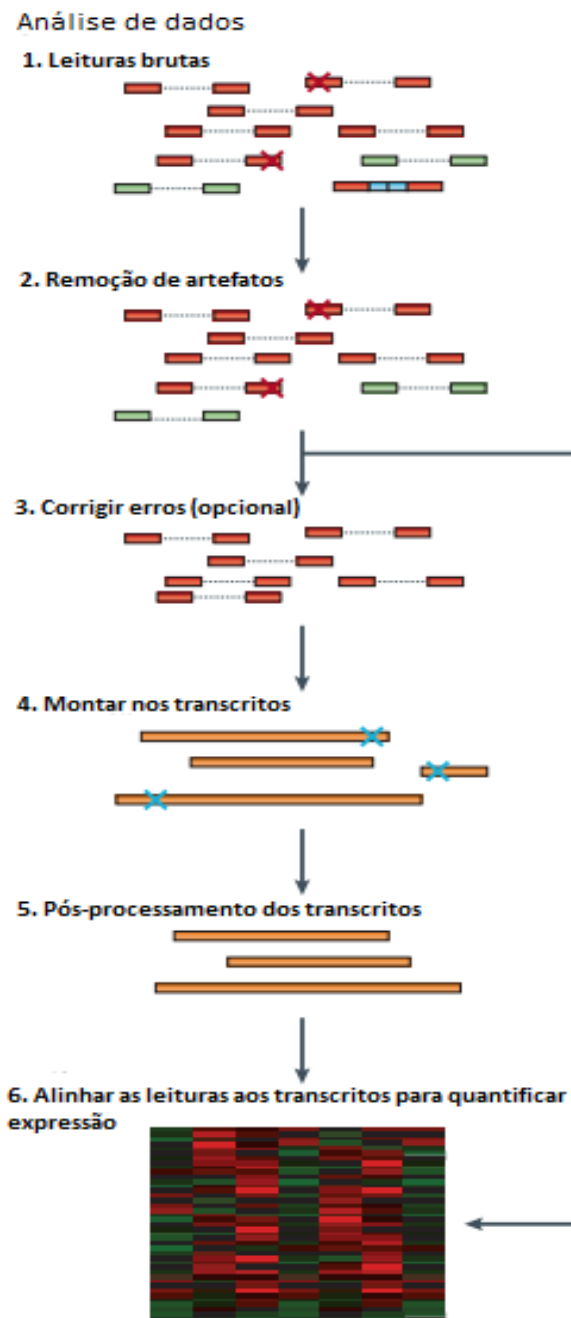 Análise de dados
1. Leituras brutas
2. Remoção de artefatos
3. Corrigir erros (opcional)
4. Montar nos transcritos
5. Pós-processamento dos transcritos
6. Alinhar as leituras aos transcritos para quantificar
expressão